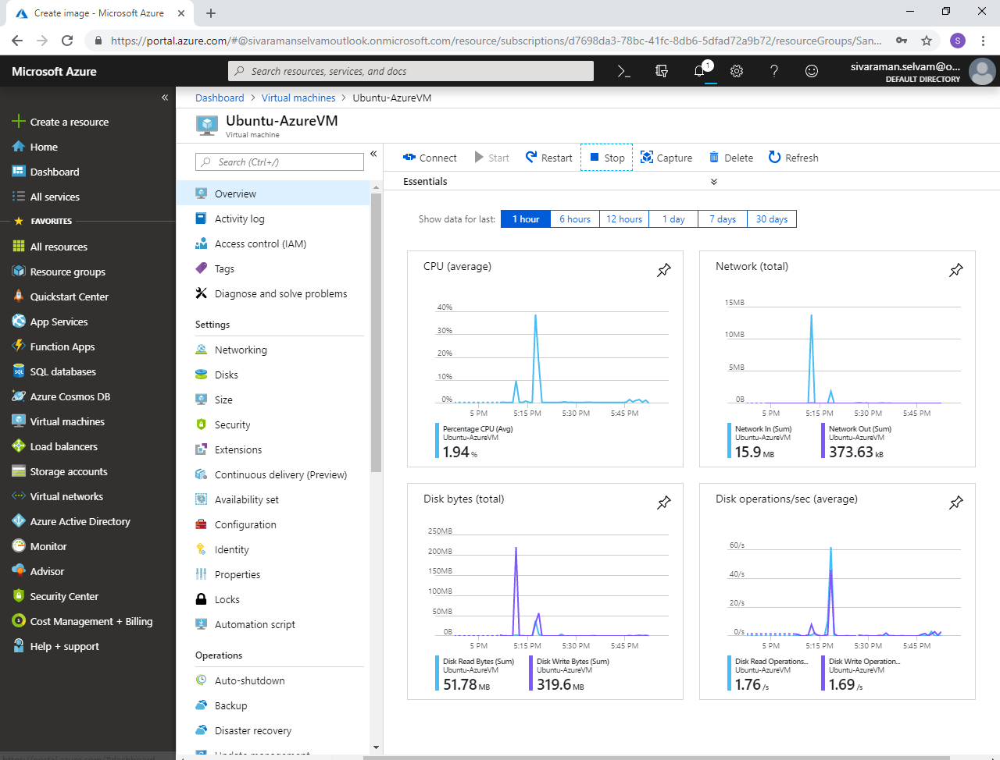 Create image - Microsoft Azure
https://portal.azure.com/#@sivaramanselvamoutlook.onmicrosoft.com/resource/subscriptions/d7698da3-78bc-41fc-8db6-5dfad72a9b72/resourceGroups/San...
S
Microsoft Azure
Search resources, services, and docs
1
sivaraman.selvam@o...
DEFAULT DIRECTORY
Create a resource
Home
Dashboard
All services
FAVORITES
All resources
Resource groups
Quickstart Center
App Services
Function Apps
SQL databases
Azure Cosmos DB
Virtual machines
Load balancers
Storage accounts
Virtual networks
Azure Active Directory
Monitor
Advisor
Security Center
Cost Management + Billing
Help + support
Dashboard > Virtual machines > Ubuntu-AzureVM
Ubuntu-AzureVM
Virtual machine
Search (Ctrl+/)
Overview
Activity log
Access control (IAM)
Tags
Diagnose and solve problems
Settings
Networking
Disks
Size
Security
Extensions
Continuous delivery (Preview)
Availability set
Configuration
Identity
Properties
Locks
Automation script
Operations
Auto-shutdown
Backup
Disaster recovery
Update management
Connect Start Restart Stop Capture Delete Refresh
Essentials
Show data for last: 1 hour 6 hours 12 hours 1 day 7 days 30 days
CPU (average)
40%
30%
20%
10%
0%
5 PM 5:15 PM 5:30 PM 5:45 PM
Percentage CPU (Avg)
Ubuntu-AzureVM
1.94 %
Network (total)
15MB
10MB
5MB
0B
5 PM 5:15 PM 5:30 PM 5:45 PM
Network In (Sum) Network Out (Sum)
Ubuntu-AzureVM Ubuntu-AzureVM
15.9 MB 373.63 kB
Disk bytes (total)
250MB
200MB
150MB
100MB
50MB
0B
5 PM 5:15 PM 5:30 PM 5:45 PM
Disk Read Bytes (Sum) Disk Write Bytes (Sum)
Ubuntu-AzureVM Ubuntu-AzureVM
51.78 MB 319.6 MB
Disk operations/sec (average)
60/s
40/s
20/s
0/s
5 PM 5:15 PM 5:30 PM 5:45 PM
Disk Read Operations... Disk Write Operation...
Ubuntu-AzureVM Ubuntu-AzureVM
1.76 /s 1.69 /s